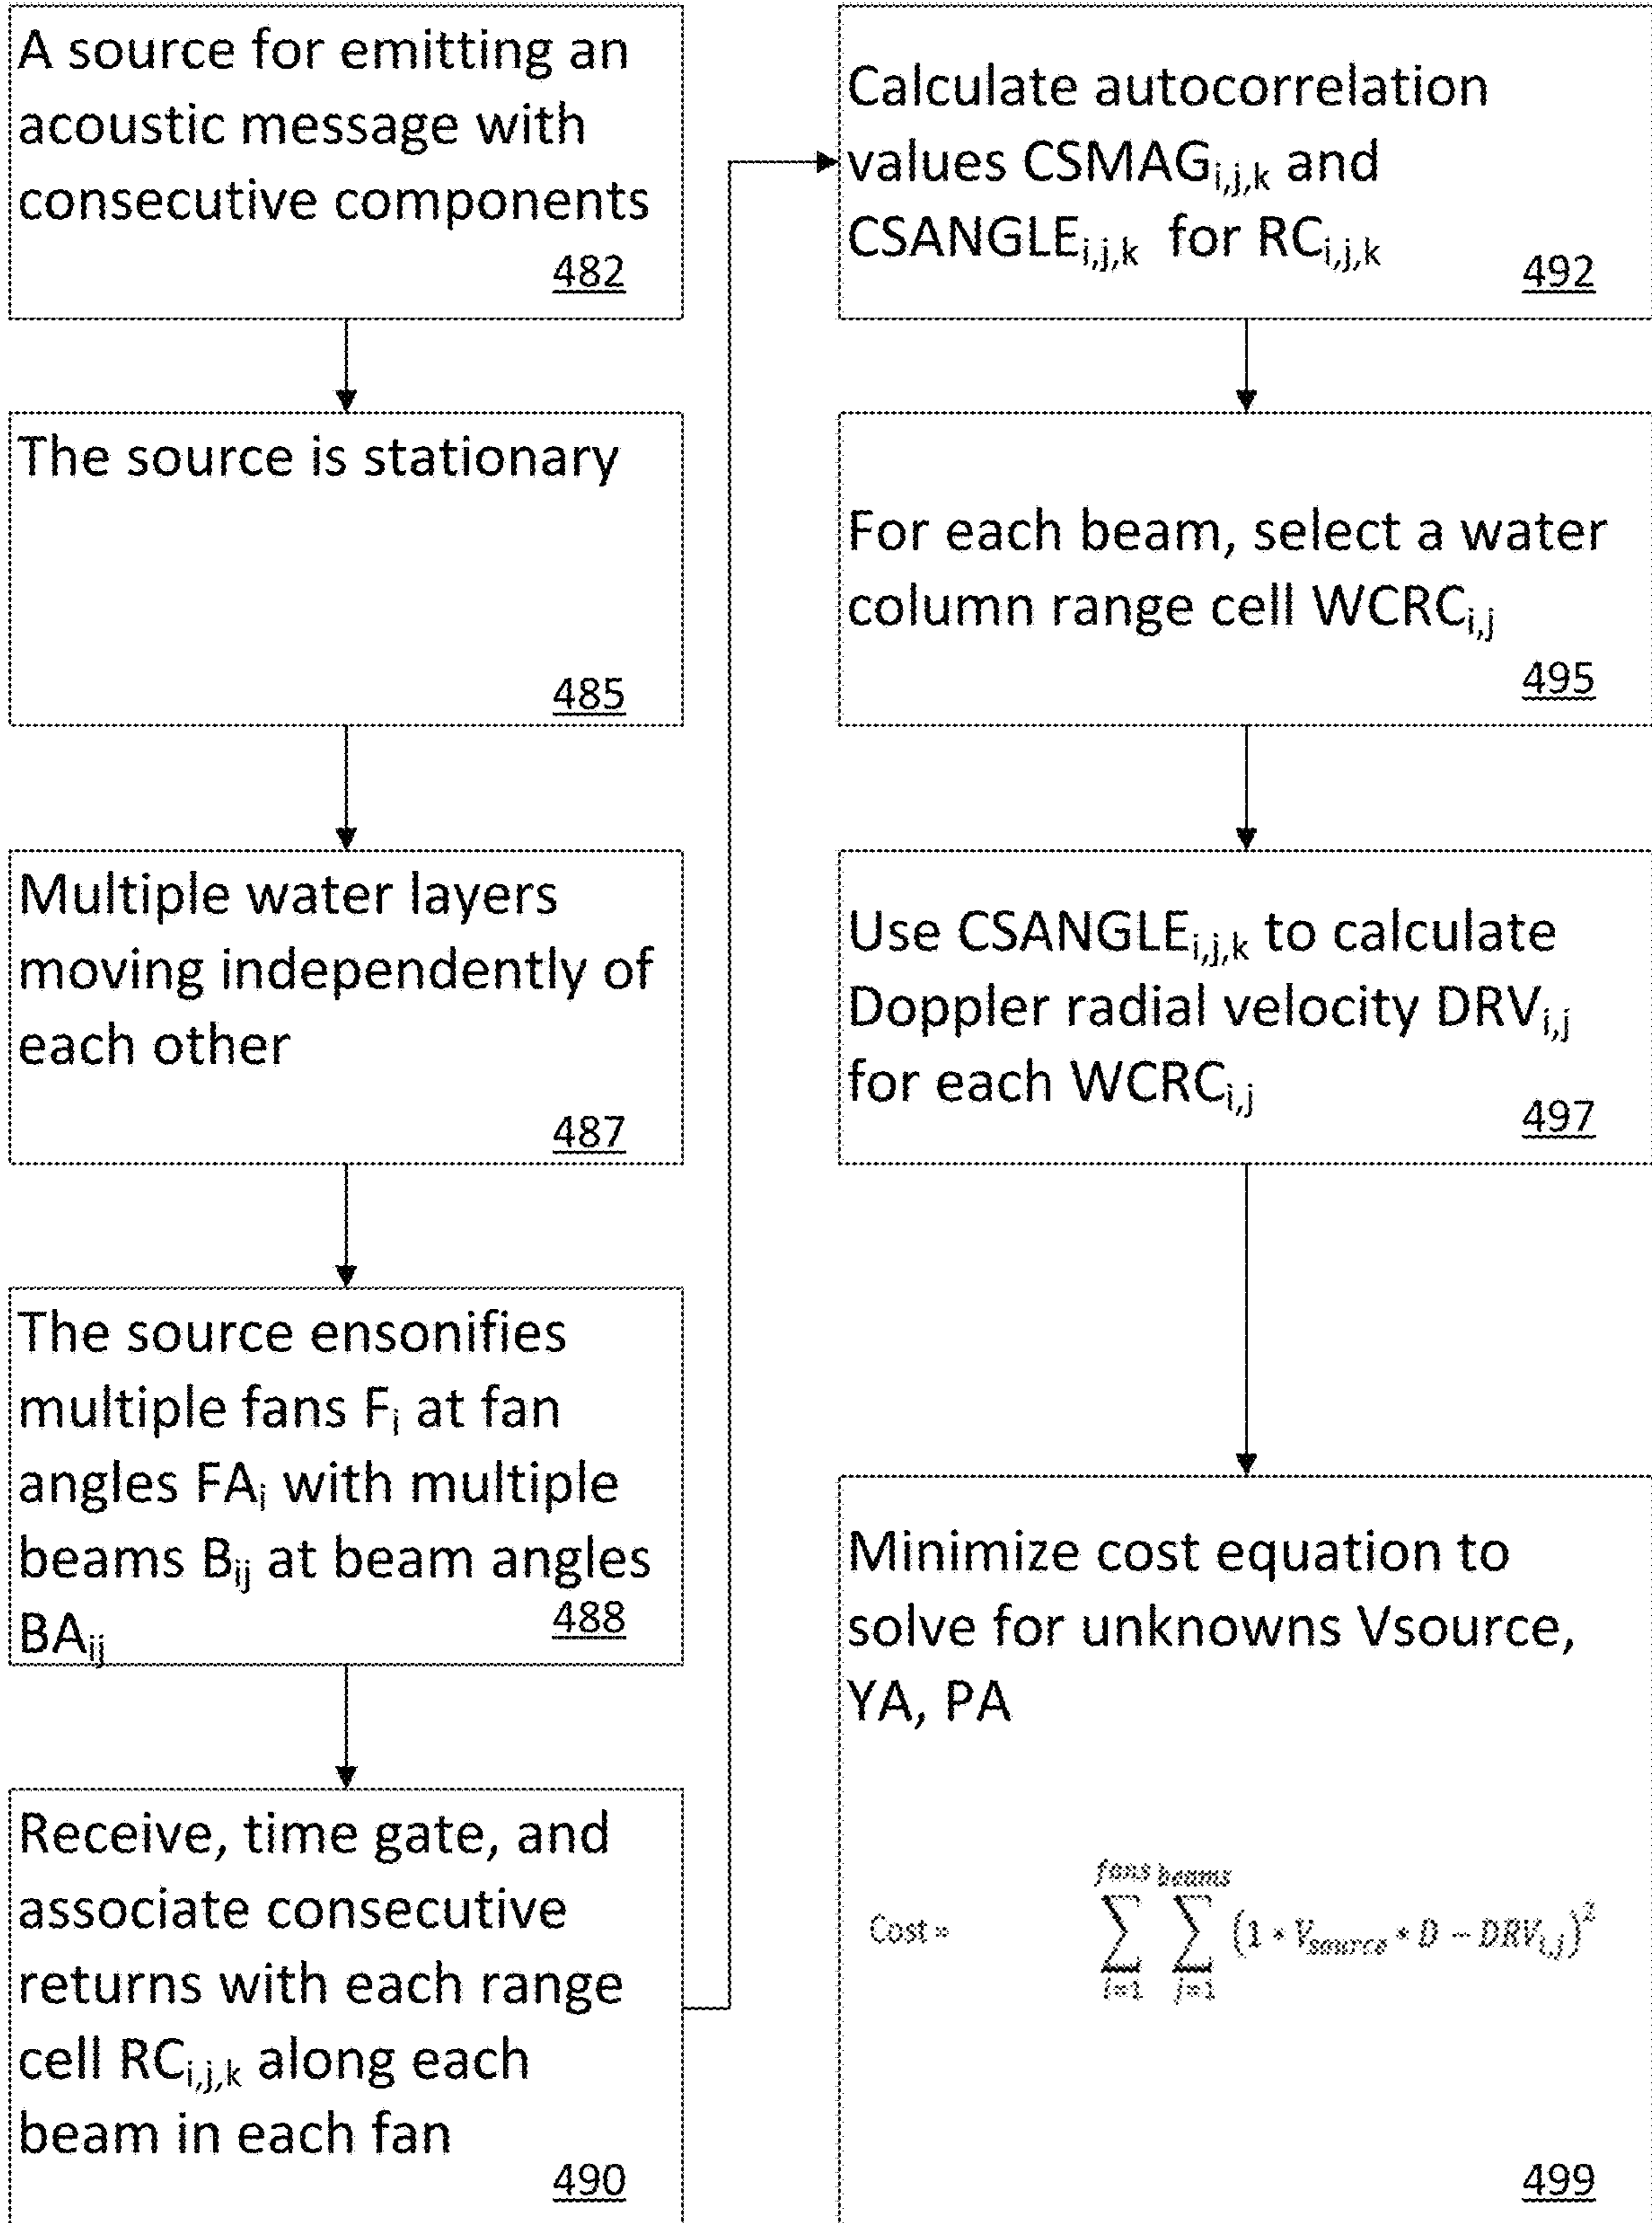 A source for emitting an
acoustic message with
consecutive components
482
The source is stationary
485
Multiple water layers
moving independently of
each other
487
The source ensonifies
multiple fans Fᵢ at fan
angles FAᵢ with multiple
beams Bᵢⱼ at beam angles
BAᵢⱼ
488
Receive, time gate, and
associate consecutive
returns with each range
cell RCᵢ,ⱼ,ₖ along each
beam in each fan
490
Calculate autocorrelation
values CSMAGᵢ,ⱼ,ₖ and
CSANGLEᵢ,ⱼ,ₖ for RCᵢ,ⱼ,ₖ
492
For each beam, select a water
column range cell WCRCᵢ,ⱼ
495
Use CSANGLEᵢ,ⱼ,ₖ to calculate
Doppler radial velocity DRVᵢ,ⱼ
for each WCRCᵢ,ⱼ
497
Minimize cost equation to
solve for unknowns Vsource,
YA, PA
fans beams
Cost = ∑ ∑ (1 * V_source * D − DRVᵢ,ⱼ)²
i=1 j=1
499